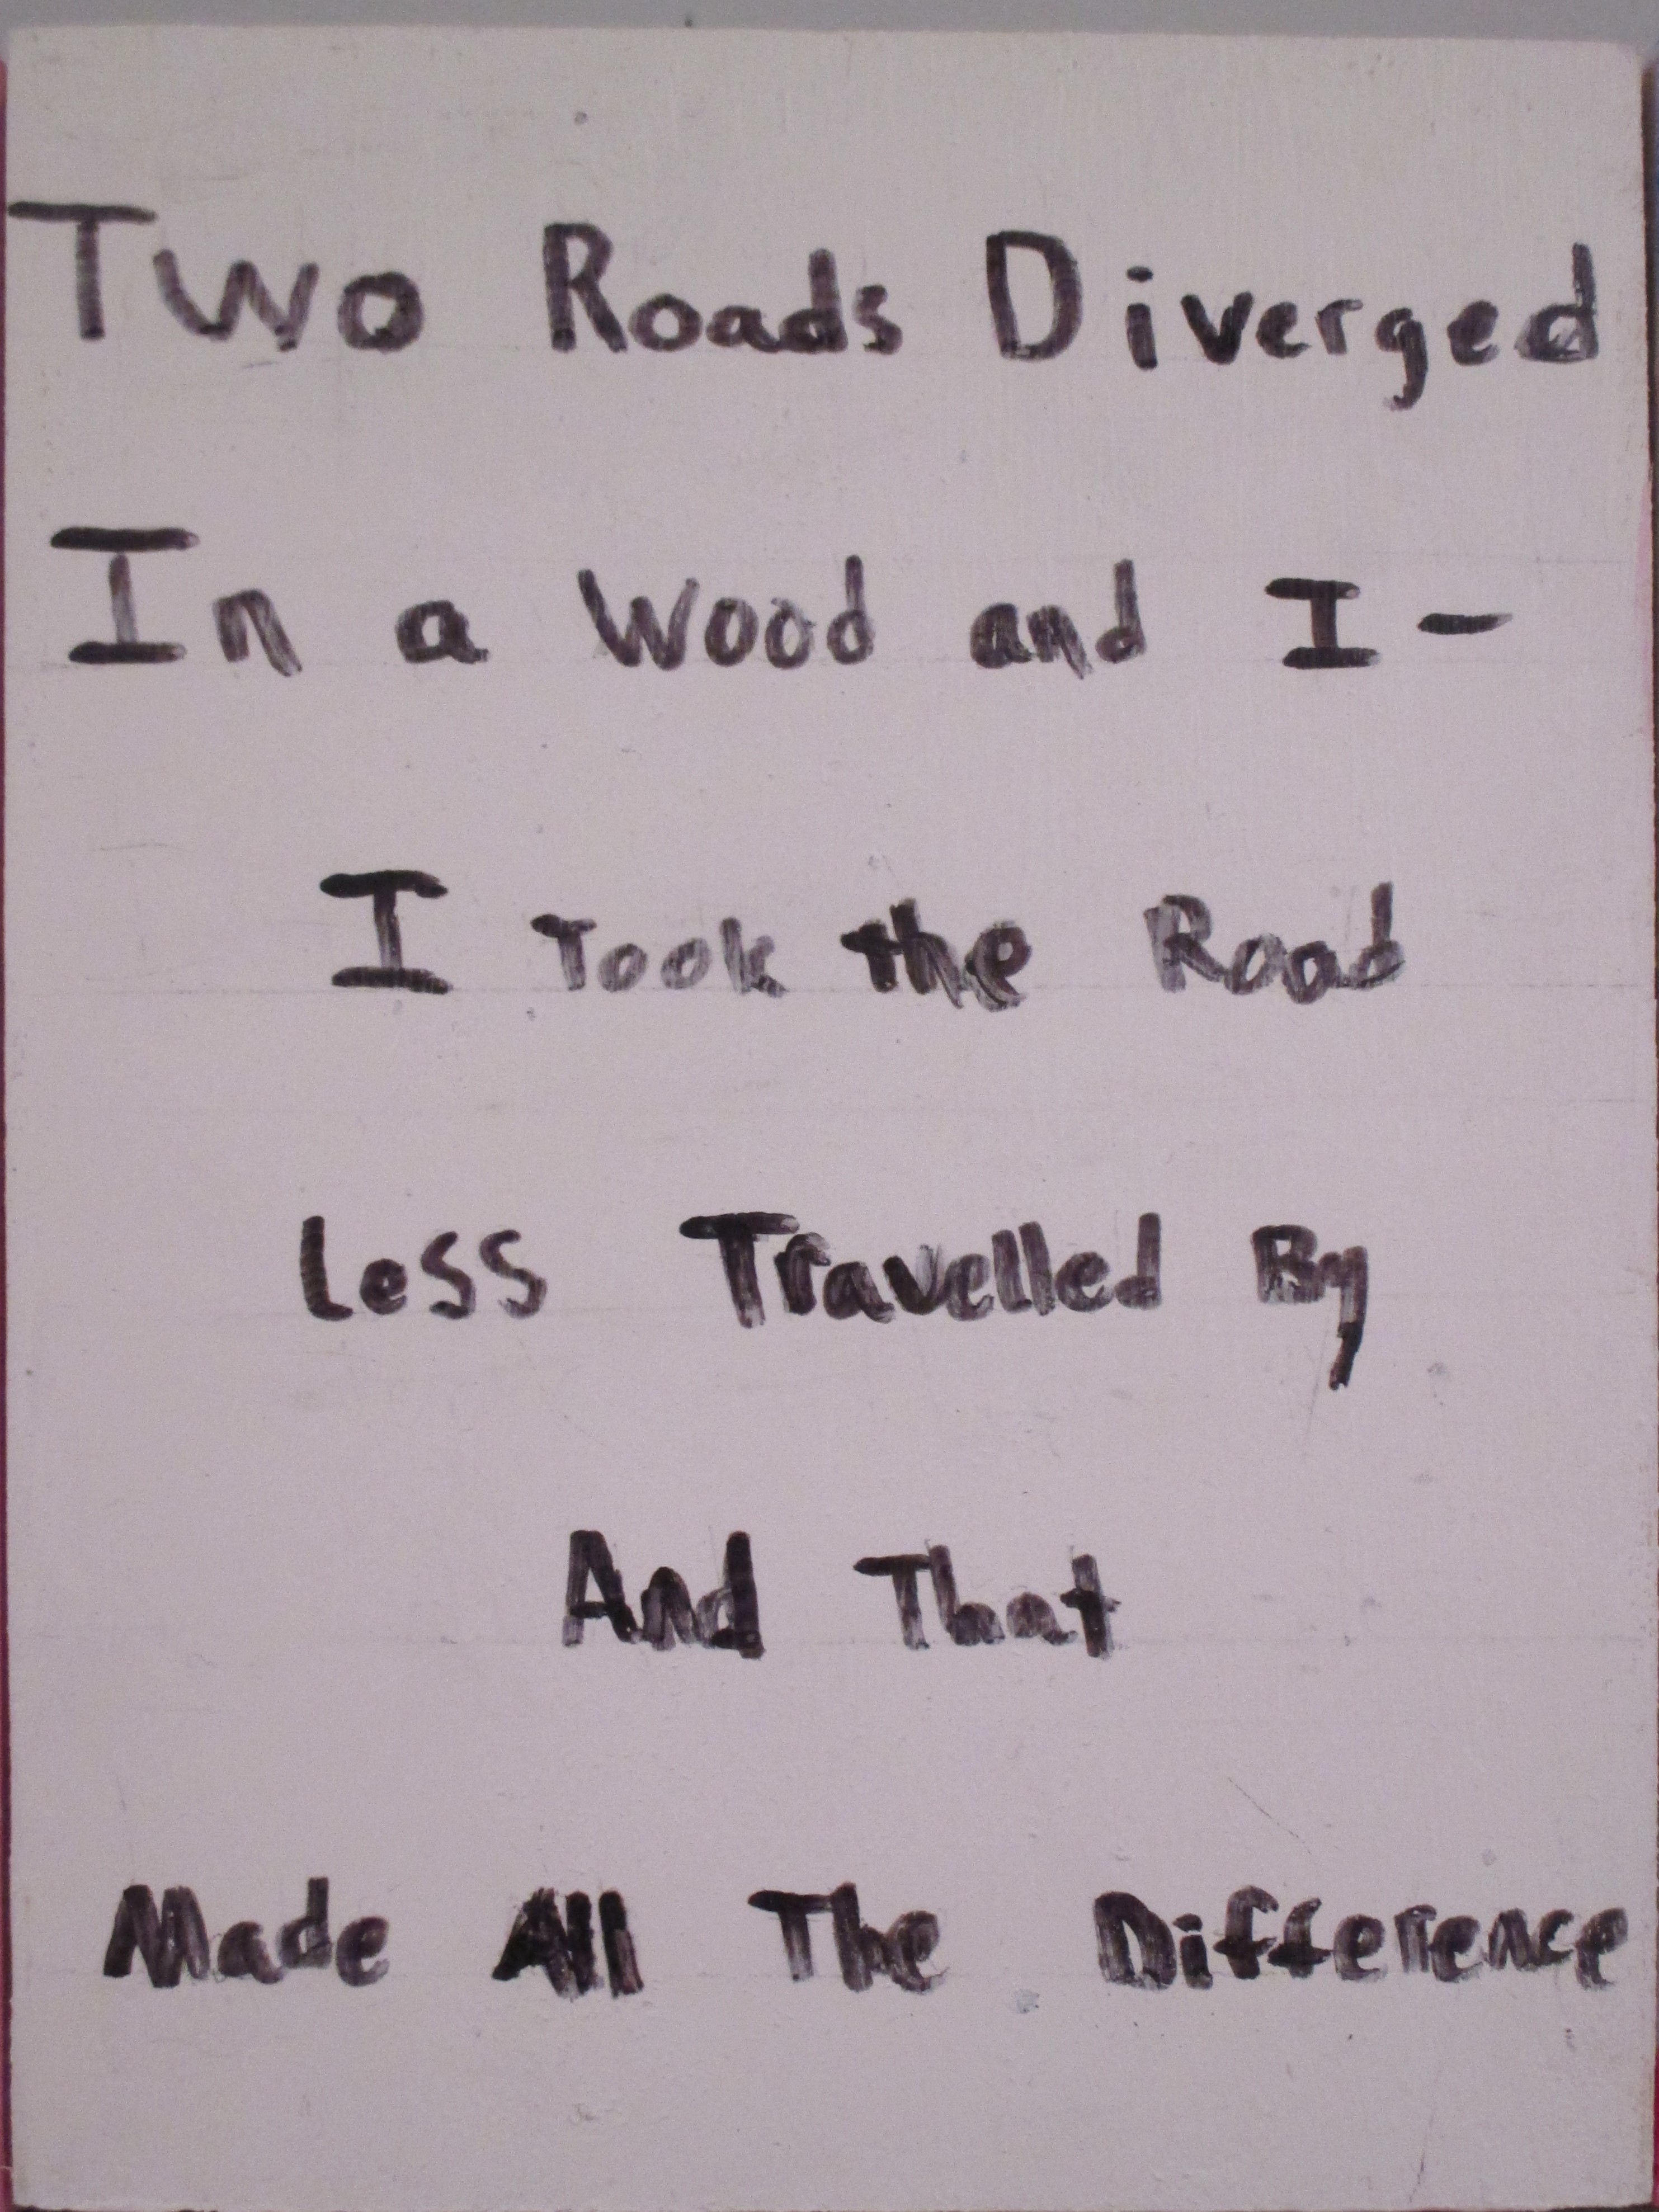 Two Roads Diverged
In a Wood and I-
I Took the Road
Less Travelled By
And That
Made All The Difference